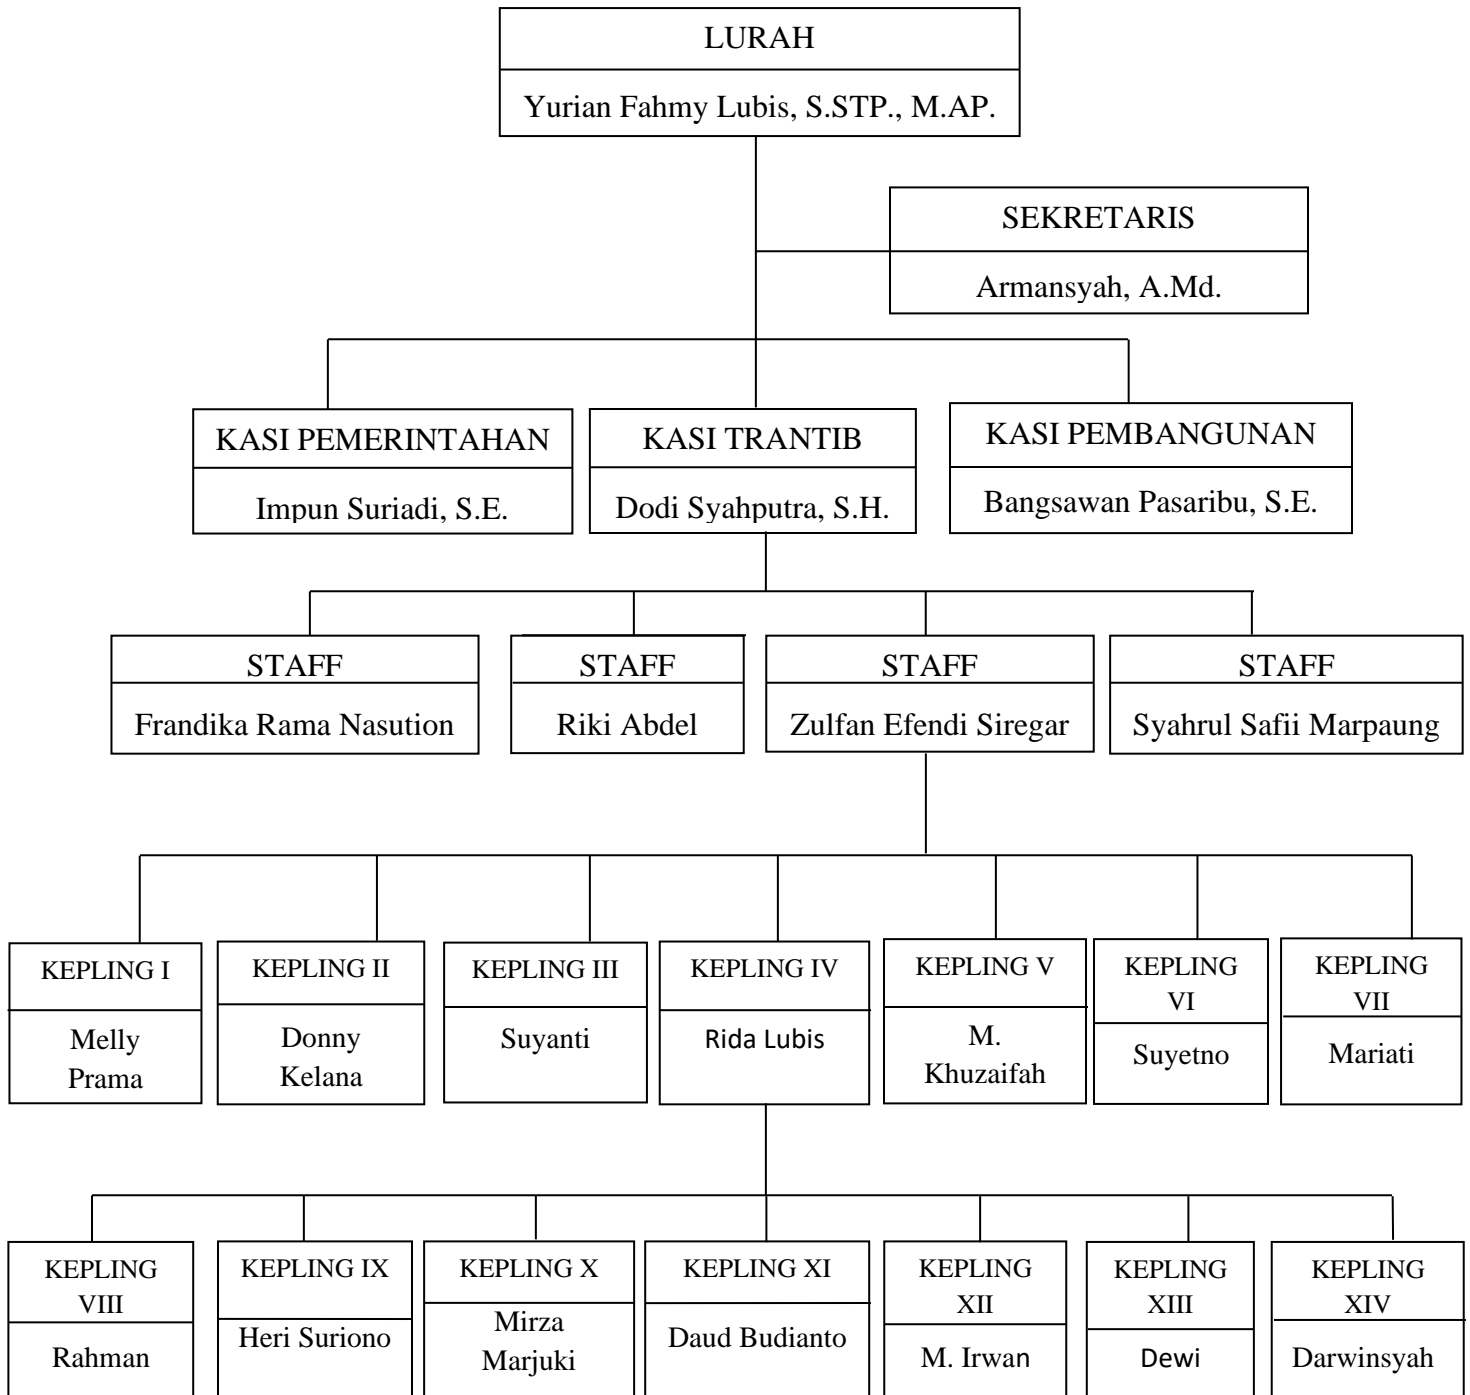 LURAH
Yurian Fahmy Lubis, S.STP., M.AP.
SEKRETARIS
Armansyah, A.Md.
KASI PEMERINTAHAN
Impun Suriadi, S.E.
KASI TRANTIB
Dodi Syahputra, S.H.
KASI PEMBANGUNAN
Bangsawan Pasaribu, S.E.
STAFF
Frandika Rama Nasution
STAFF
Riki Abdel
STAFF
Zulfan Efendi Siregar
STAFF
Syahrul Safii Marpaung
KEPLING I
Melly
Prama
KEPLING II
Donny
Kelana
KEPLING III
Suyanti
KEPLING IV
Rida Lubis
KEPLING V
M.
Khuzaifah
KEPLING
VI
Suyetno
KEPLING
VII
Mariati
KEPLING
VIII
Rahman
KEPLING IX
Heri Suriono
KEPLING X
Mirza
Marjuki
KEPLING XI
Daud Budianto
KEPLING
XII
M. Irwan
KEPLING
XIII
Dewi
KEPLING
XIV
Darwinsyah